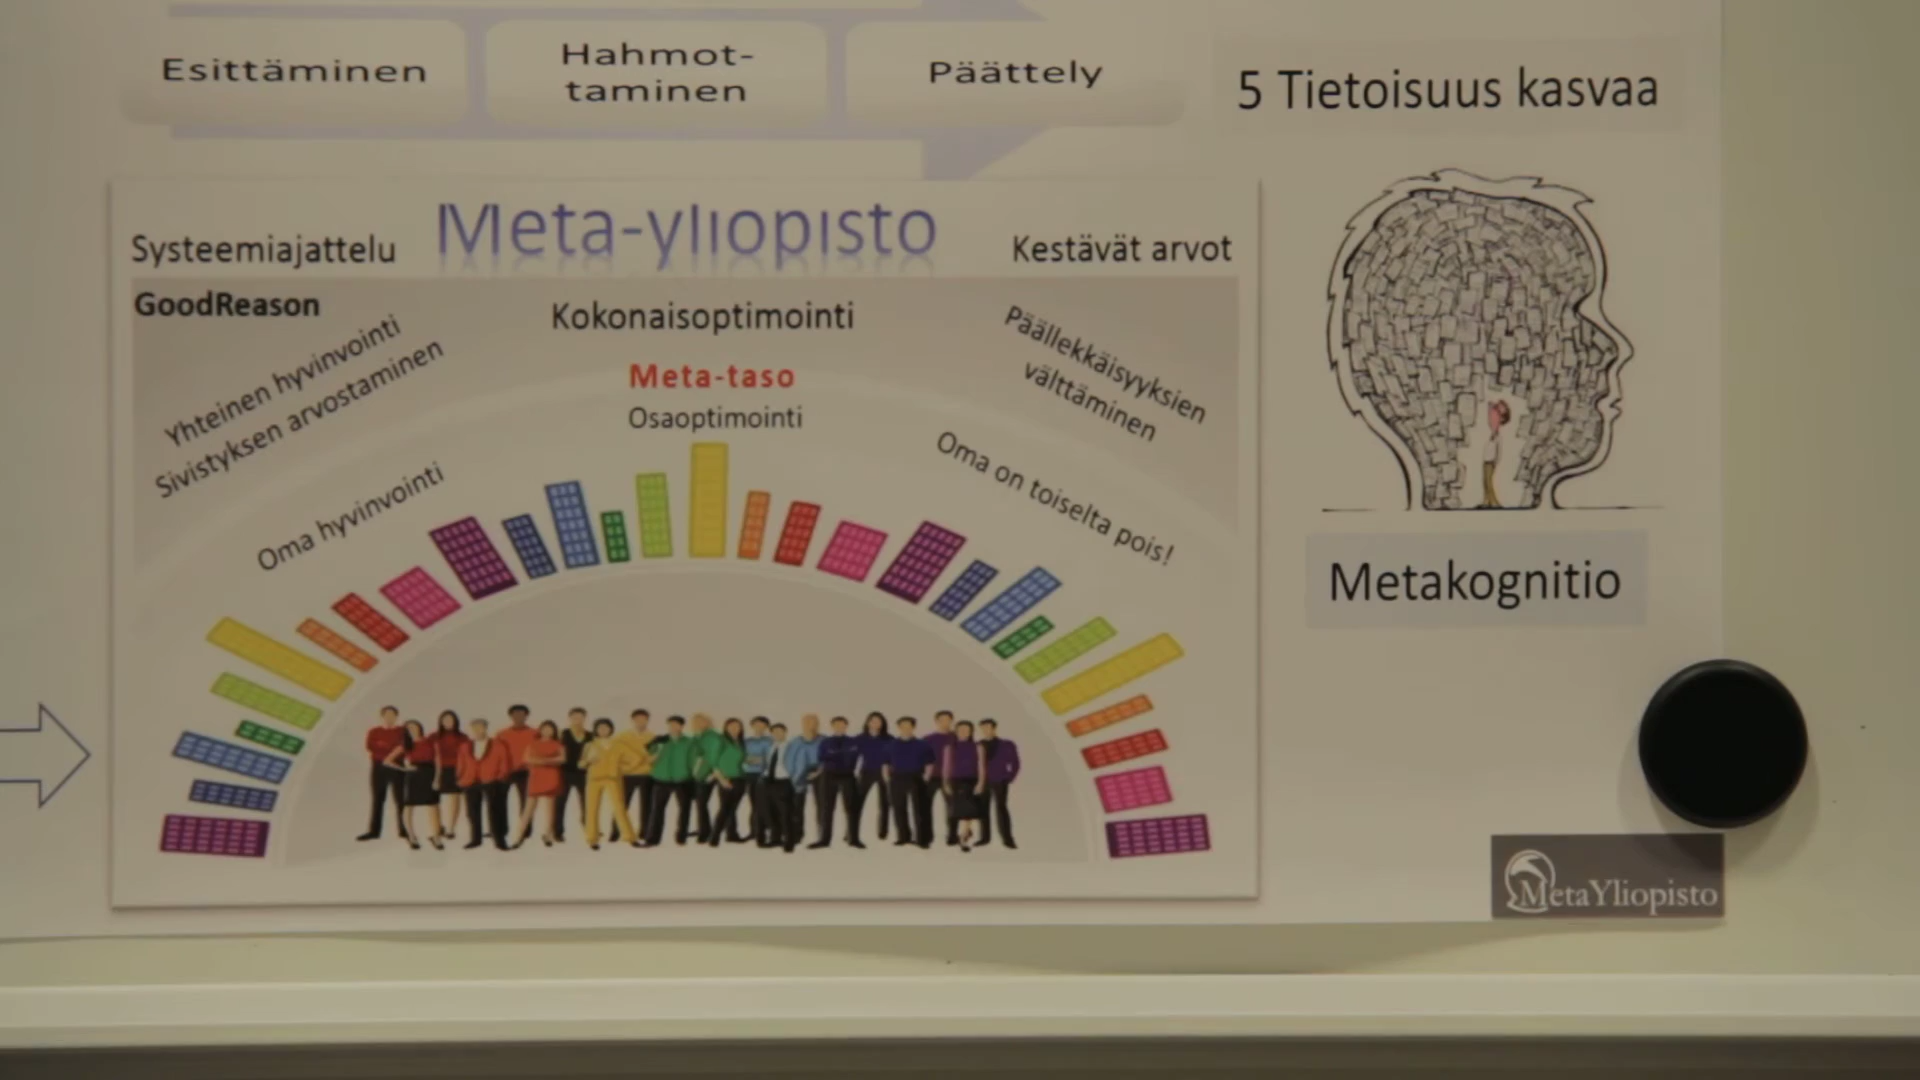 Esittäminen
Hahmot-
taminen
Päättely
5 Tietoisuus kasvaa
Meta-yliopisto
Systeemiajattelu
Kestävät arvot
GoodReason
Kokonaisoptimointi
Yhteinen hyvinvointi
Sivistyksen arvostaminen
Päällekkäisyyksien
välttäminen
Meta-taso
Osaoptimointi
Oma hyvinvointi
Oma on toiselta pois!
Metakognitio
MetaYliopisto